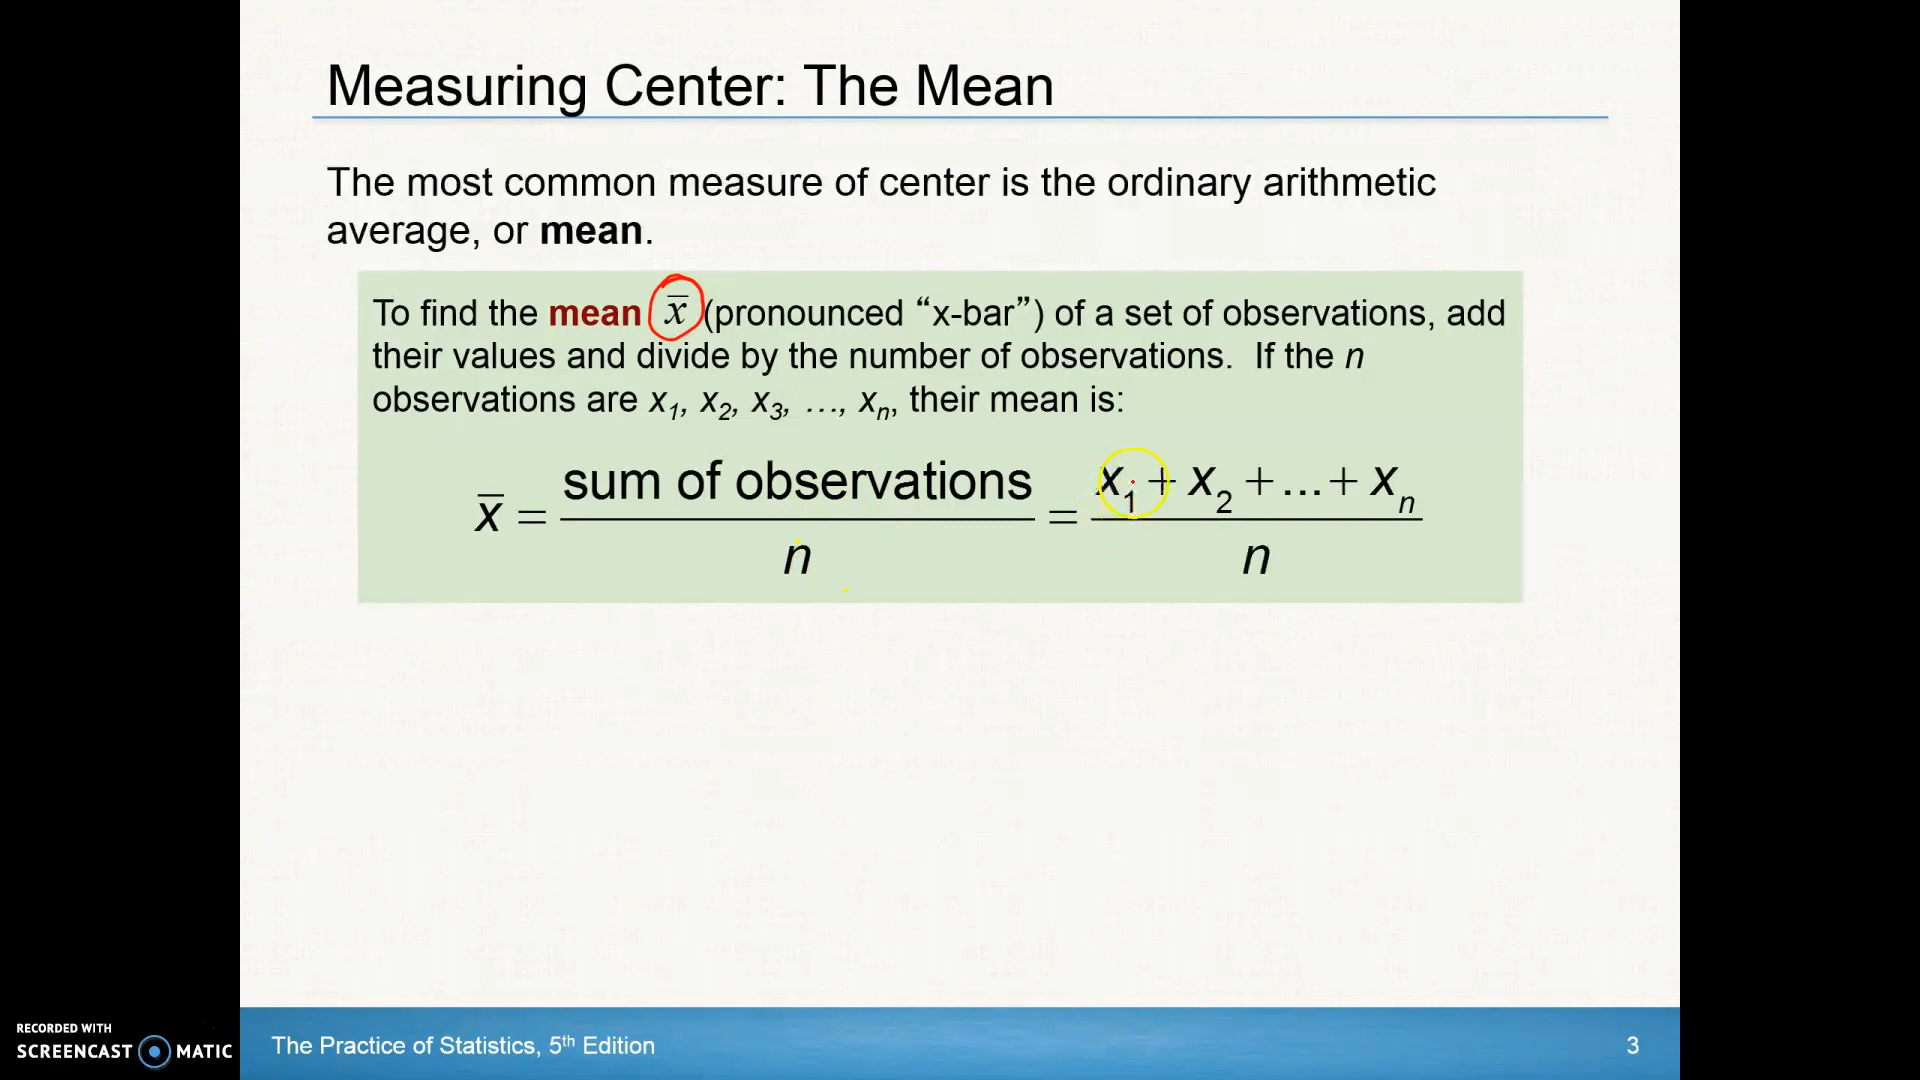 Measuring Center: The Mean
The most common measure of center is the ordinary arithmetic
average, or mean.
To find the mean x̅ (pronounced “x-bar”) of a set of observations, add
their values and divide by the number of observations. If the n
observations are x₁, x₂, x₃, …, xₙ, their mean is:
x̅ = sum of observations / n = x₁ + x₂ + ... + xₙ / n
RECORDED WITH
SCREENCAST MATIC
The Practice of Statistics, 5th Edition
3